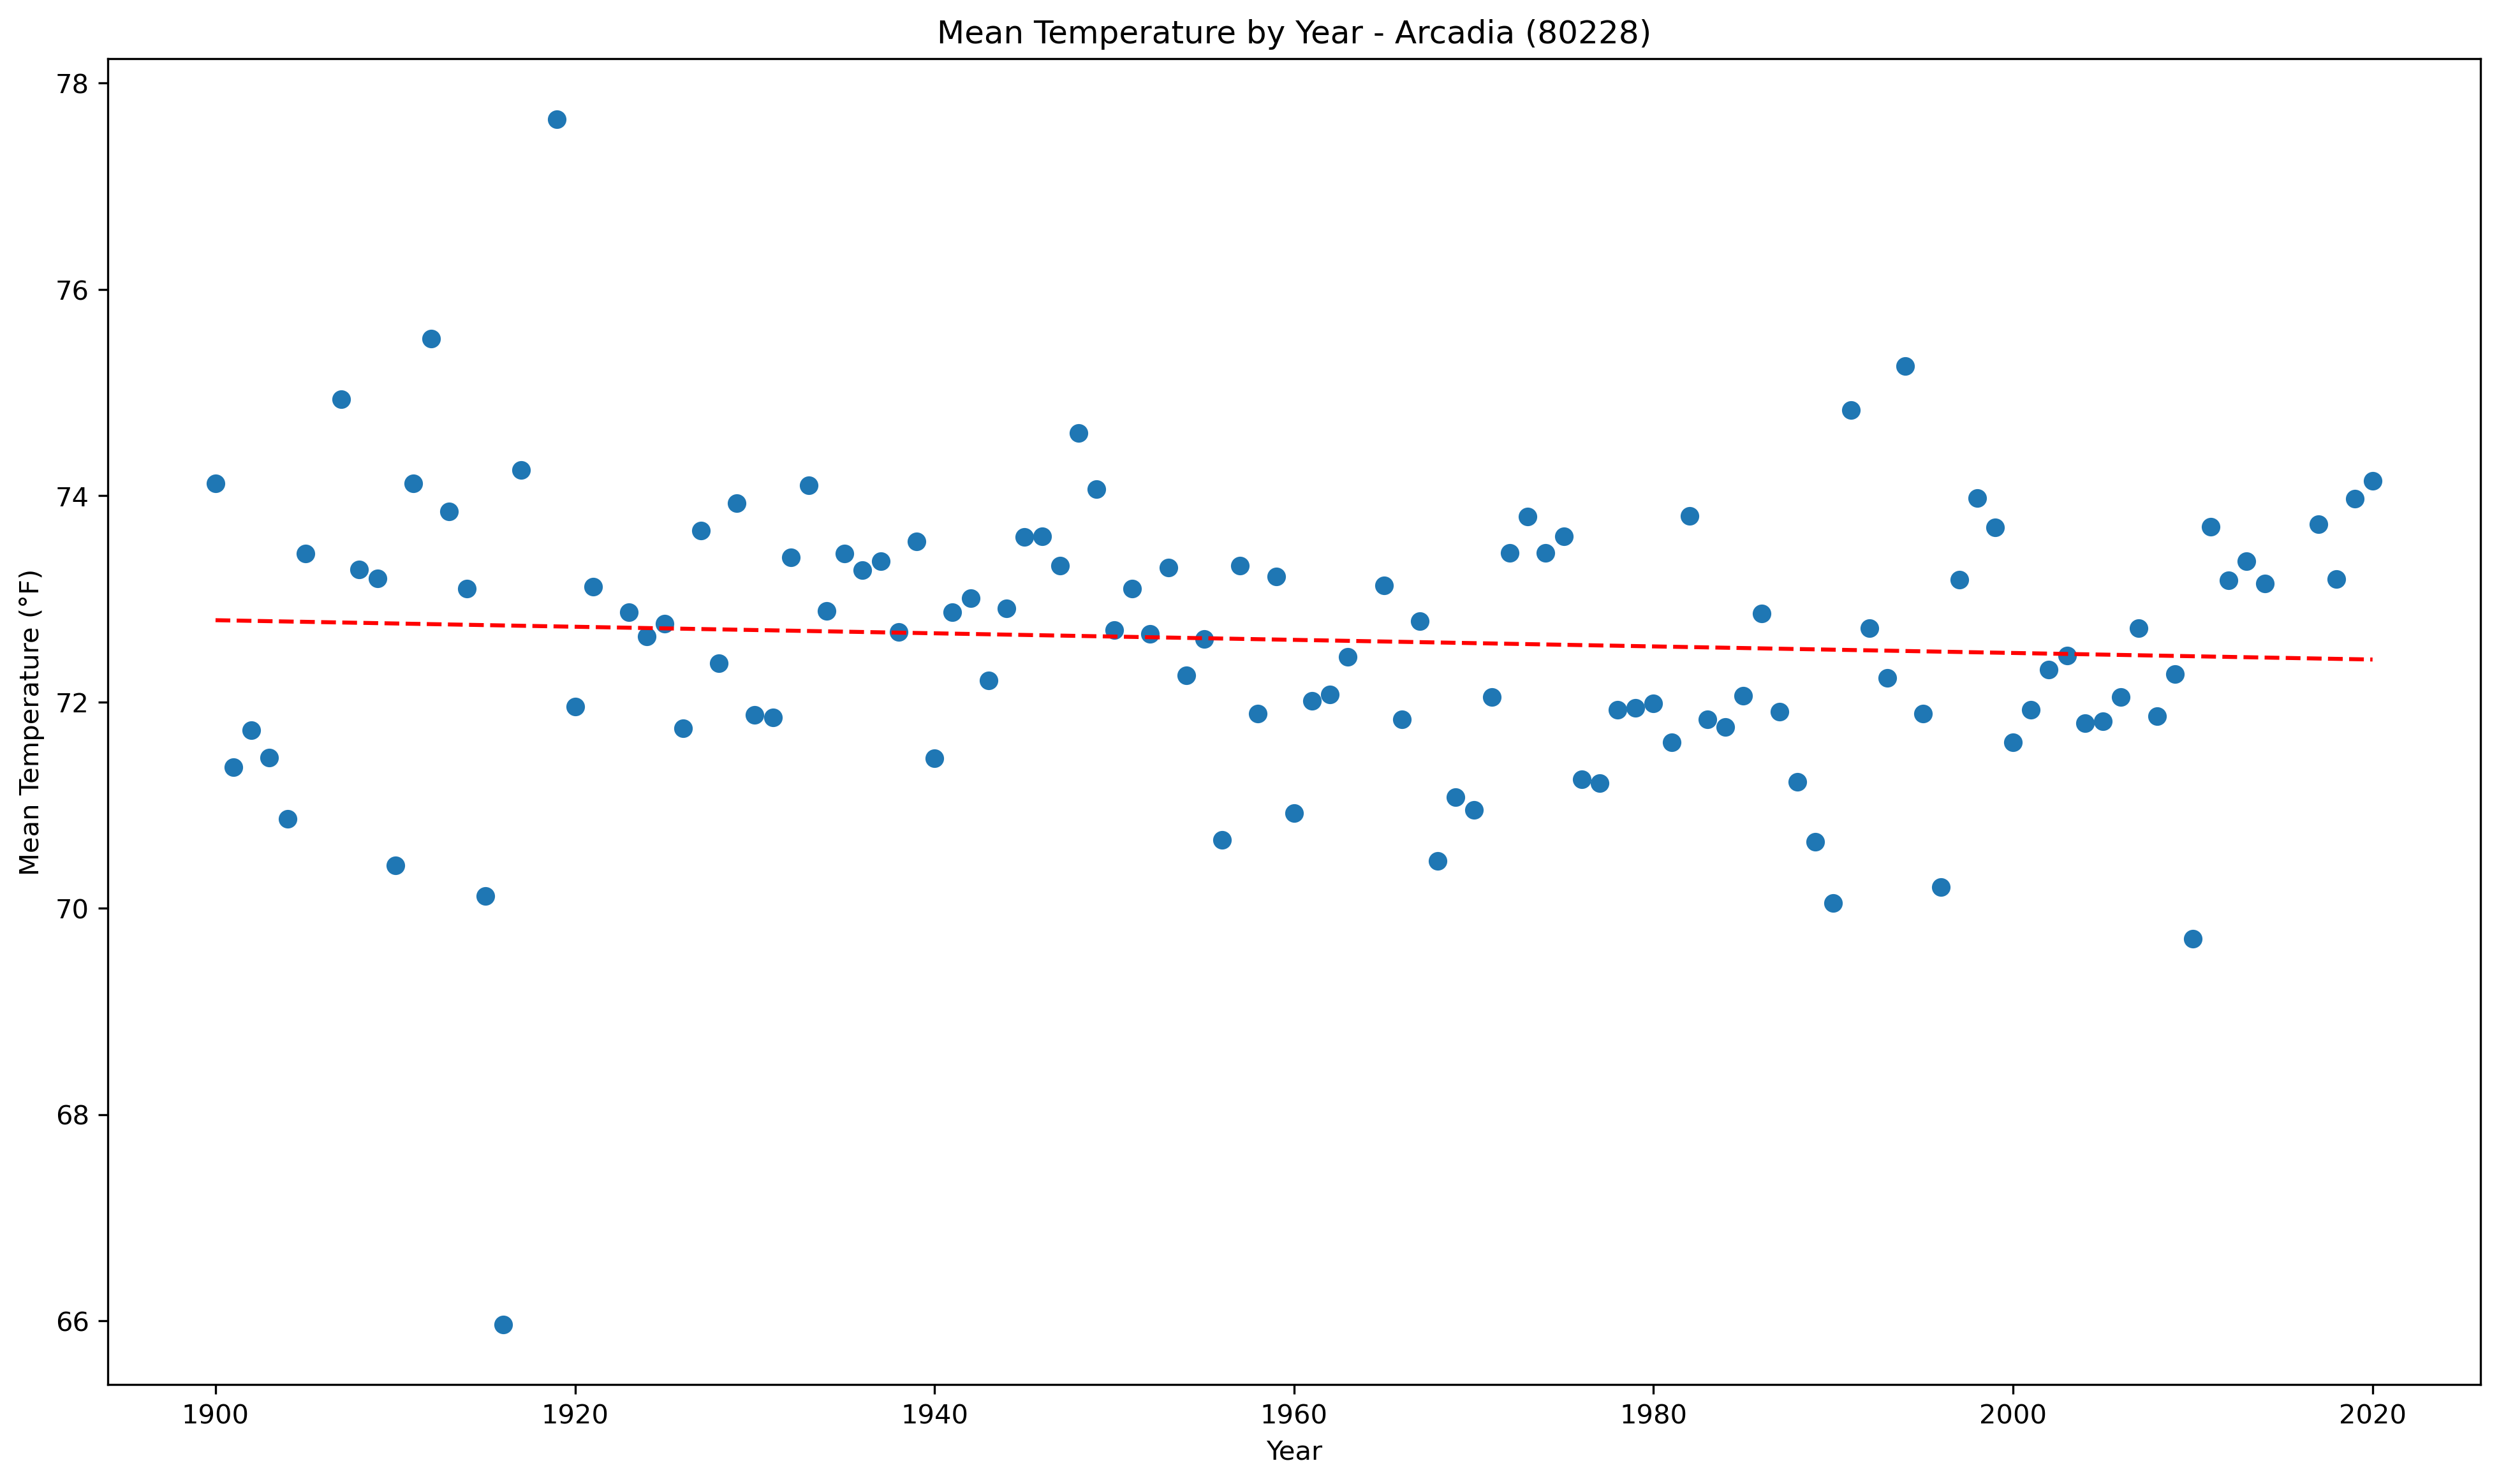 Mean Temperature by Year - Arcadia (80228)
Mean Temperature (°F)
78
76
74
72
70
68
66
1900 1920 1940 1960 1980 2000 2020
Year